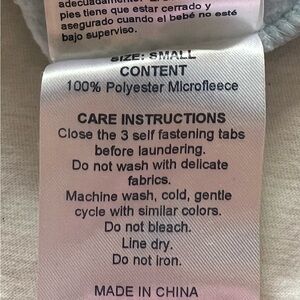 adecuadamente.
pies tiene que estar cerrado y
asegurado cuando el bebé no esté
bajo superviso.
SIZE: SMALL
CONTENT
100% Polyester Microfleece
CARE INSTRUCTIONS
Close the 3 self fastening tabs
before laundering.
Do not wash with delicate
fabrics.
Machine wash, cold, gentle
cycle with similar colors.
Do not bleach.
Line dry.
Do not iron.
MADE IN CHINA